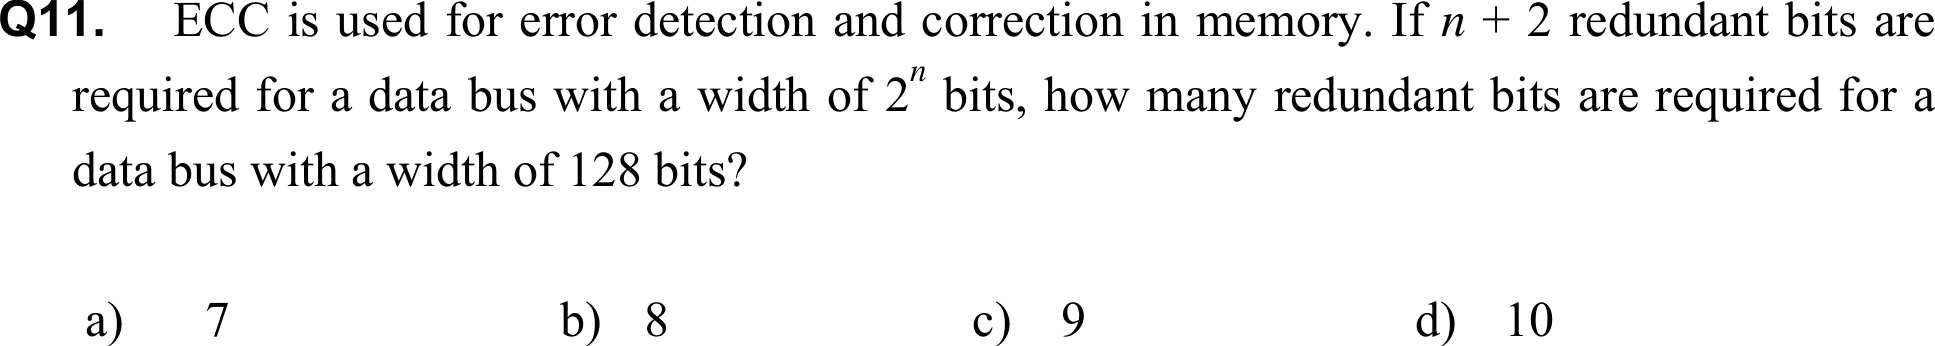 Q11. ECC is used for error detection and correction in memory. If n + 2 redundant bits are
required for a data bus with a width of 2ⁿ bits, how many redundant bits are required for a
data bus with a width of 128 bits?
a) 7 b) 8 c) 9 d) 10